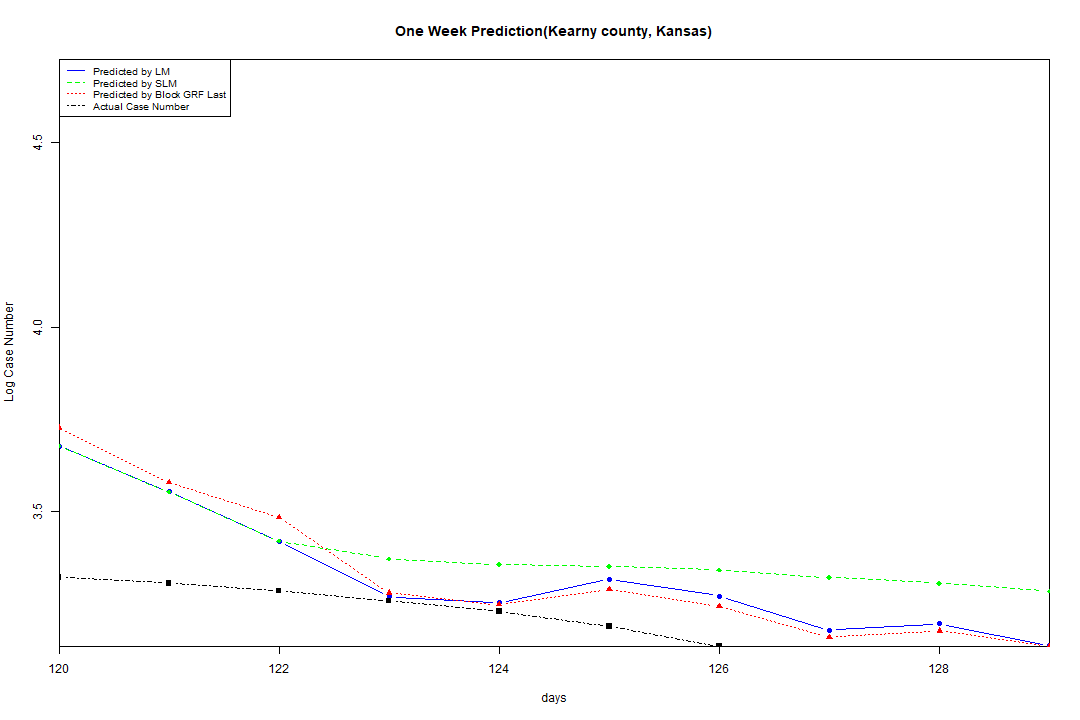 One Week Prediction(Kearny county, Kansas)
Predicted by LM
Predicted by SLM
Predicted by Block GRF Last
Actual Case Number
4.5
4.0
3.5
Log Case Number
120 122 124 126 128
days